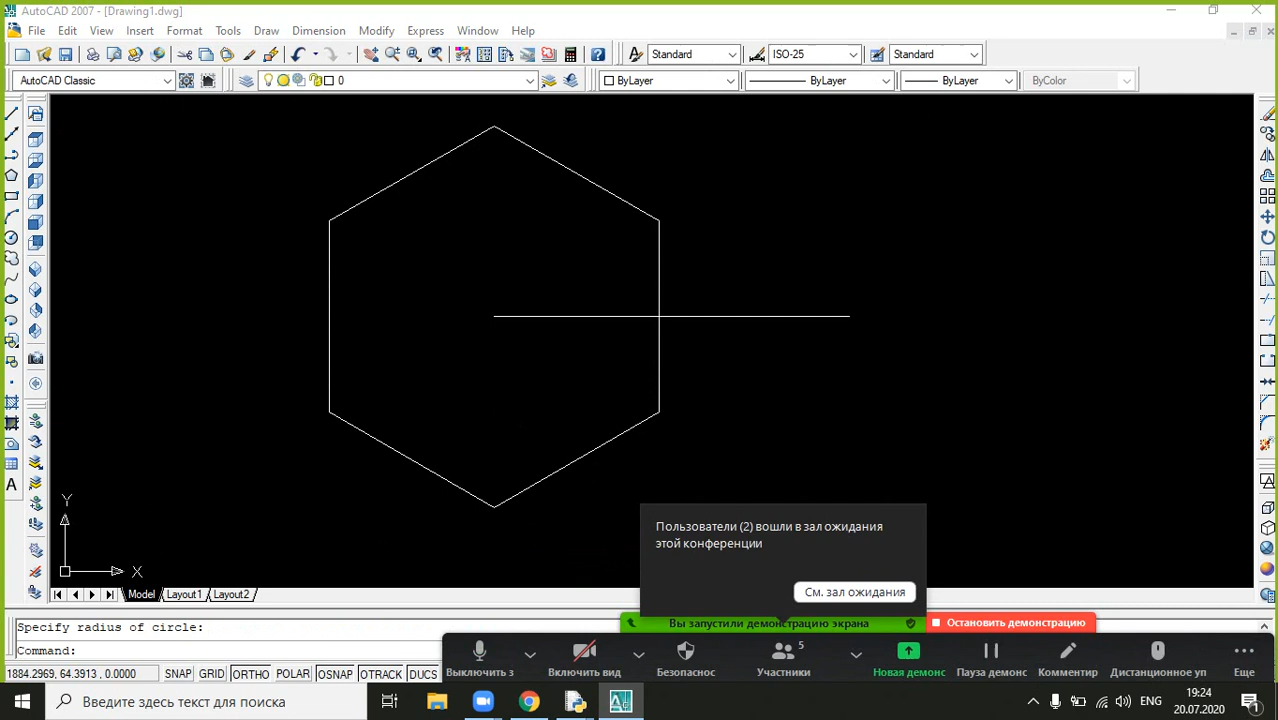 AutoCAD 2007 - [Drawing1.dwg]
File Edit View Insert Format Tools Draw Dimension Modify Express Window Help
Standard ISO-25 Standard
AutoCAD Classic 0 ByLayer ByLayer ByLayer ByColor
A
Y
X
Model Layout1 Layout2
Пользователи (2) вошли в зал ожидания
этой конференции
См. зал ожидания
Specify radius of circle:
Вы запустили демонстрацию экрана Остановить демонстрацию
Command:
5
1884.2969, 64.3913, 0.0000 SNAP GRID ORTHO POLAR OSNAP OTRACK DUCS
Выключить з Включить вид Безопаснос Участники Новая демонс Пауза демонс Комментир Дистанционное уп Еще
Введите здесь текст для поиска
ENG
19:24
20.07.2020
1